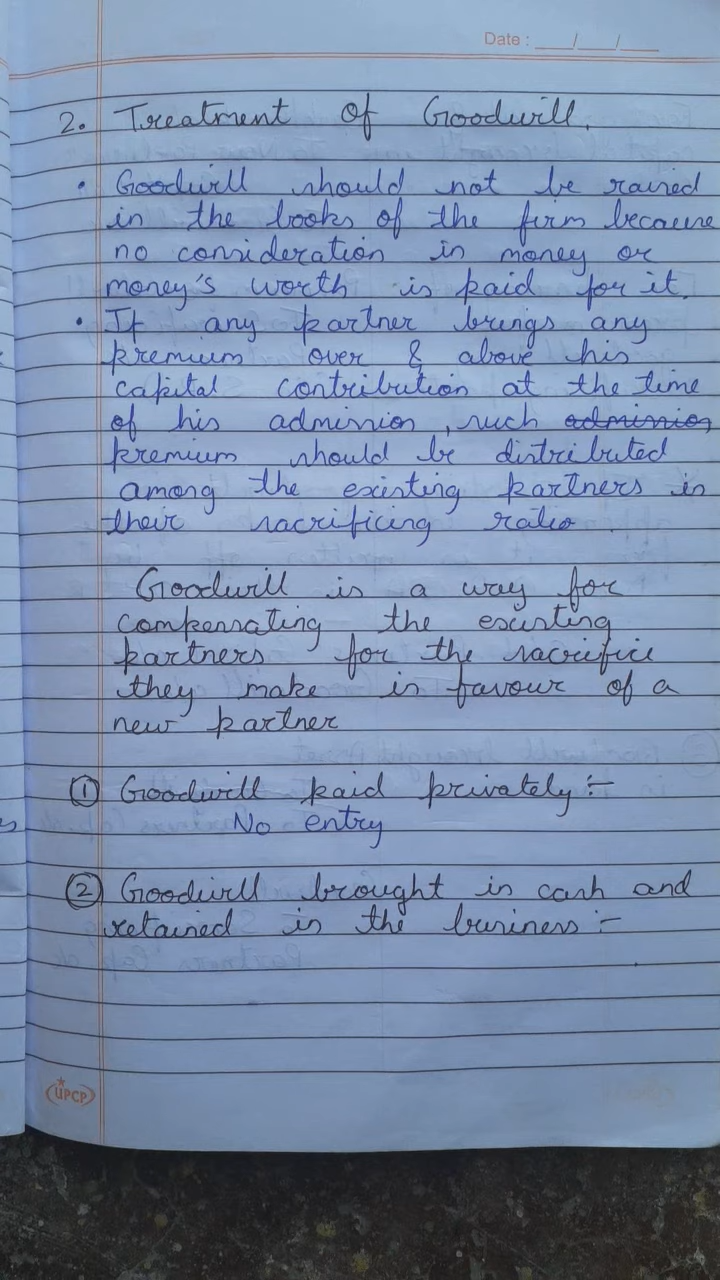 Date : ___/___/___
2. Treatment of Goodwill.
• Goodwill should not be raised
in the books of the firm because
no consideration in money or
money's worth is paid for it.
• If any partner brings any
premium over & above his
capital contribution at the time
of his admission, such admission
premium should be distributed
among the existing partners in
their sacrificing ratio
Goodwill is a way for
compensating the existing
partners for the sacrifice
they make in favour of a
new partner
① Goodwill paid privately :-
No entry
② Goodwill brought in cash and
retained in the business :-
UPCP